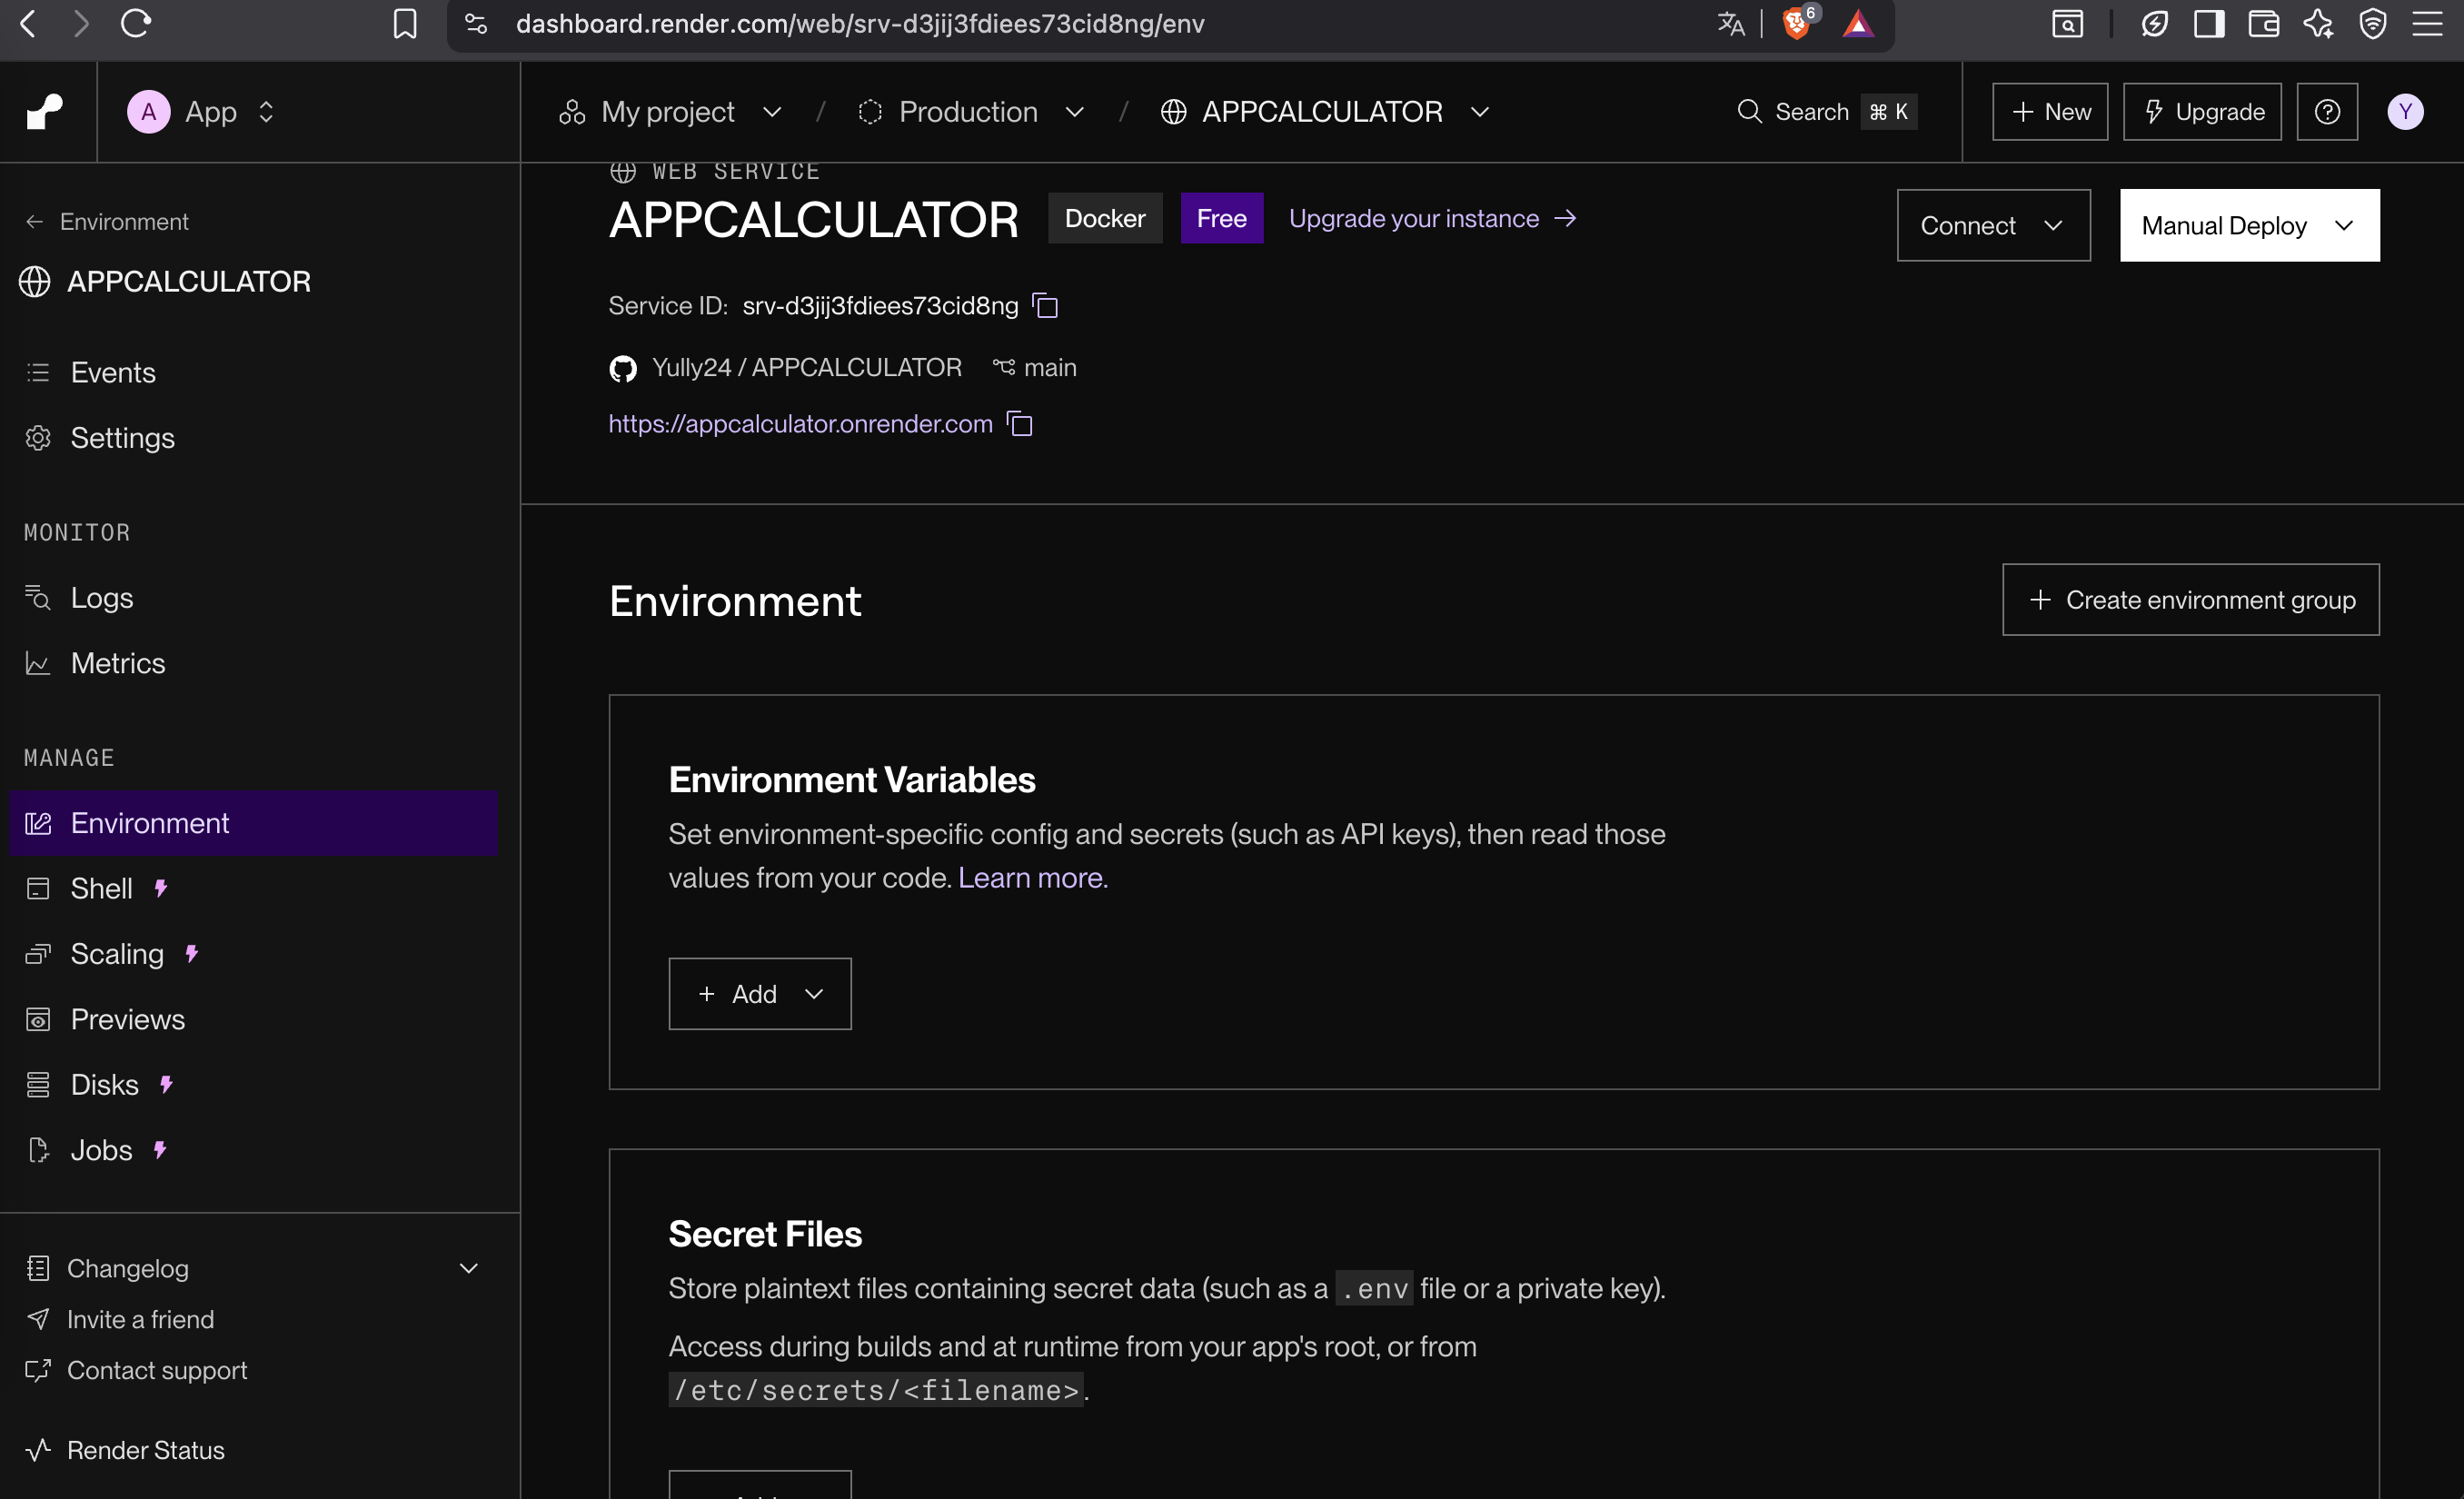 dashboard.render.com/web/srv-d3jij3fdiees73cid8ng/env
6
A App
My project / Production / APPCALCULATOR
Search ⌘ K
+ New
Upgrade
Y
← Environment
APPCALCULATOR
Events
Settings
MONITOR
Logs
Metrics
MANAGE
Environment
Shell
Scaling
Previews
Disks
Jobs
Changelog
Invite a friend
Contact support
Render Status
WEB SERVICE
APPCALCULATOR Docker Free Upgrade your instance →
Connect
Manual Deploy
Service ID: srv-d3jij3fdiees73cid8ng
Yully24 / APPCALCULATOR main
https://appcalculator.onrender.com
Environment
+ Create environment group
Environment Variables
Set environment-specific config and secrets (such as API keys), then read those
values from your code. Learn more.
+ Add
Secret Files
Store plaintext files containing secret data (such as a .env file or a private key).
Access during builds and at runtime from your app's root, or from
/etc/secrets/<filename>.